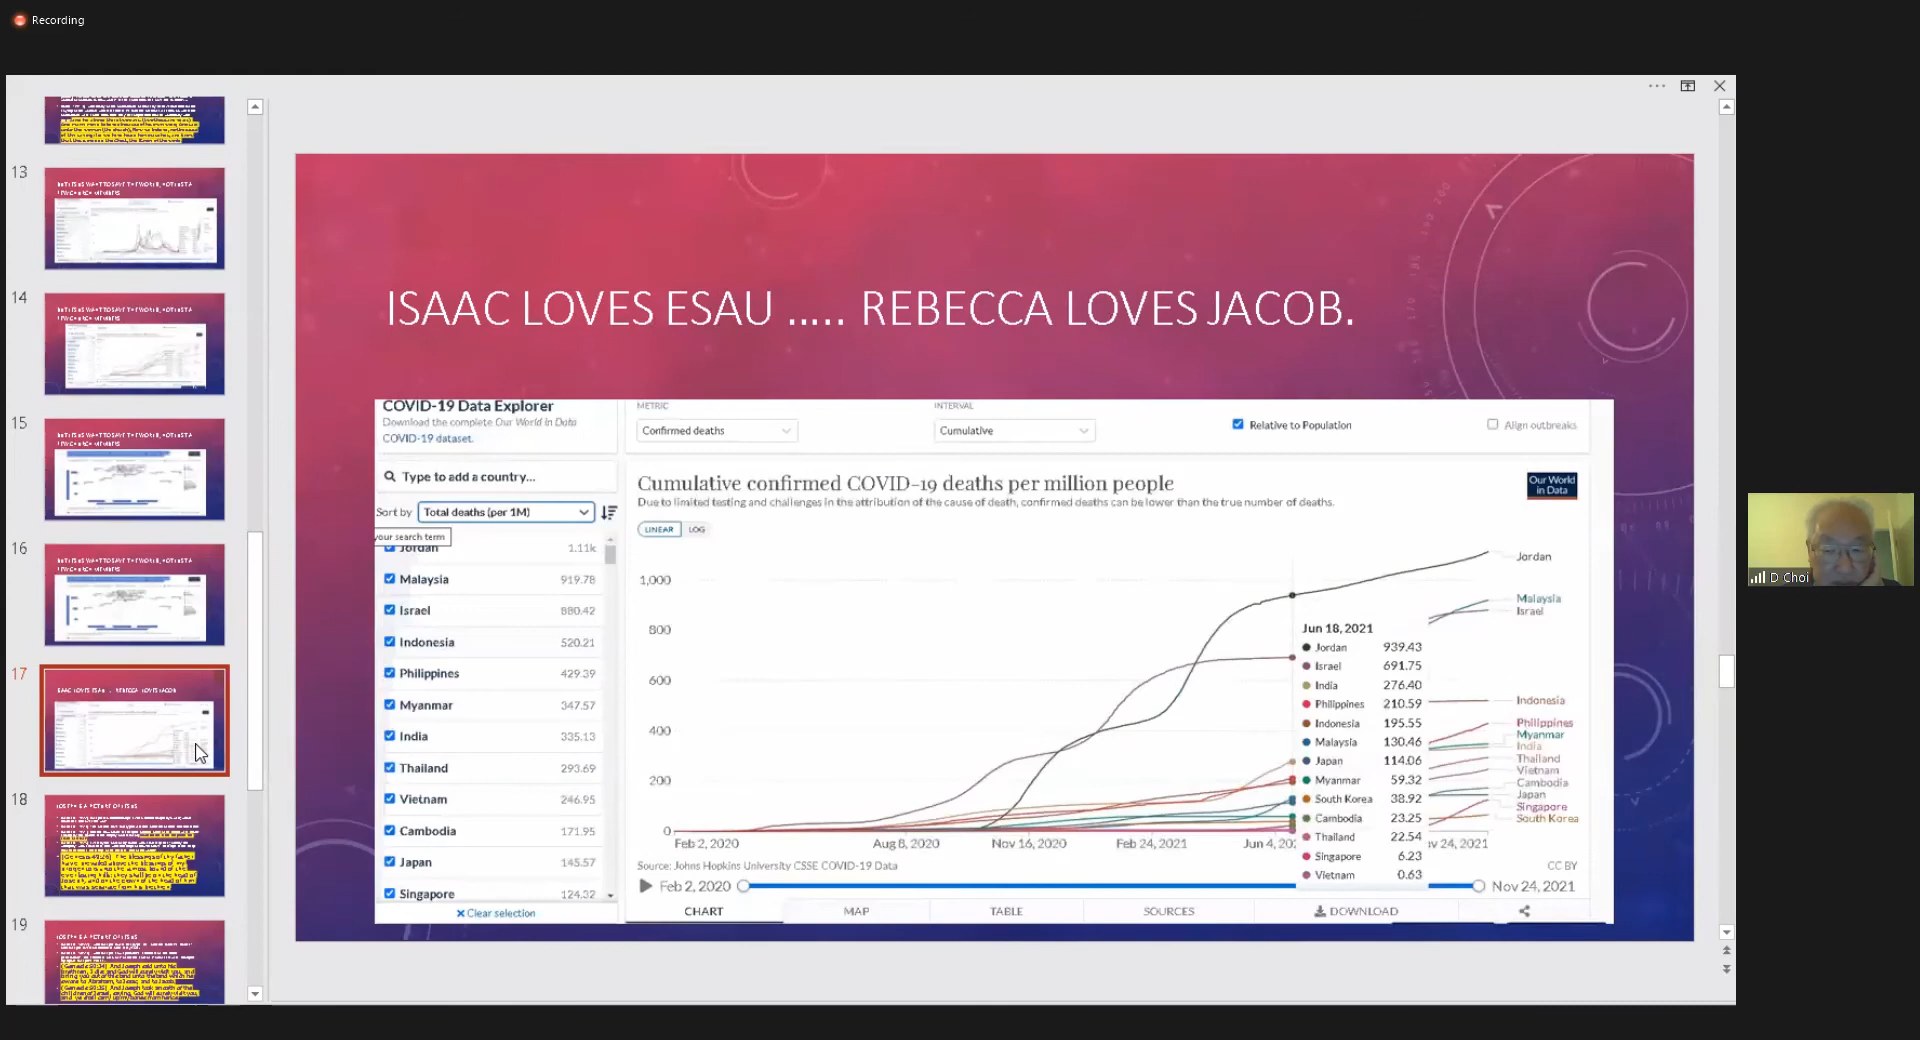 Recording
13
14
15
16
17
18
19
ISAAC LOVES ESAU ..... REBECCA LOVES JACOB.
COVID-19 Data Explorer
Download the complete Our World in Data
COVID-19 dataset.
METRIC
Confirmed deaths
INTERVAL
Cumulative
Relative to Population
Align outbreaks
Type to add a country...
Sort by Total deaths (per 1M)
your search term
Jordan 1.11k
Malaysia 919.78
Israel 880.42
Indonesia 520.21
Philippines 429.39
Myanmar 347.57
India 335.13
Thailand 293.69
Vietnam 246.95
Cambodia 171.95
Japan 145.57
Singapore 124.32
Clear selection
Cumulative confirmed COVID-19 deaths per million people
Due to limited testing and challenges in the attribution of the cause of death, confirmed deaths can be lower than the true number of deaths.
Our World
in Data
LINEAR LOG
1,000
800
600
400
200
0
Feb 2, 2020
Aug 8, 2020
Nov 16, 2020
Feb 24, 2021
Jun 4, 202
v 24, 2021
Jun 18, 2021
Jordan 939.43
Israel 691.75
India 276.40
Philippines 210.59
Indonesia 195.55
Malaysia 130.46
Japan 114.06
Myanmar 59.32
South Korea 38.92
Cambodia 23.25
Thailand 22.54
Singapore 6.23
Vietnam 0.63
Jordan
Malaysia
Israel
Indonesia
Philippines
Myanmar
India
Thailand
Vietnam
Cambodia
Japan
Singapore
South Korea
Source: Johns Hopkins University CSSE COVID-19 Data
CC BY
Feb 2, 2020
Nov 24, 2021
CHART MAP TABLE SOURCES DOWNLOAD
D Choi